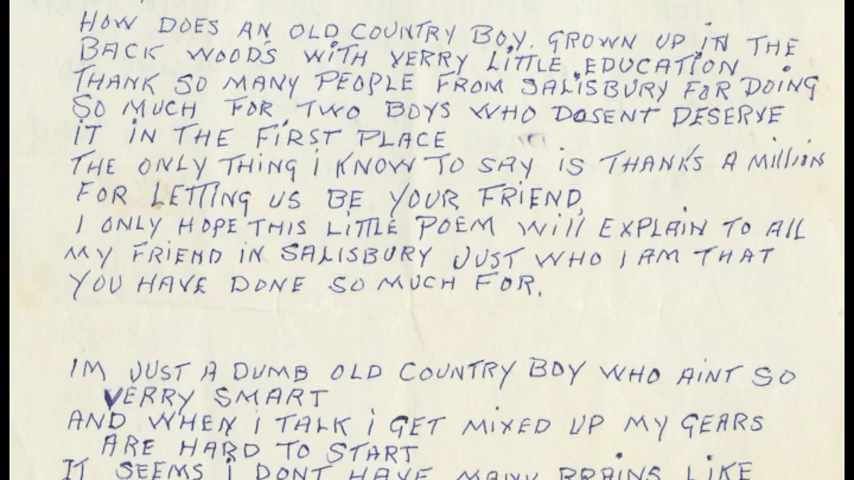 HOW DOES AN OLD COUNTRY BOY. GROWN UP IN THE
BACK WOODS WITH VERRY LITTLE EDUCATION
THANK SO MANY PEOPLE FROM SALISBURY FOR DOING
SO MUCH FOR TWO BOYS WHO DOSENT DESERVE
IT IN THE FIRST PLACE
THE ONLY THING I KNOW TO SAY IS THANKS A MILLION
FOR LETTING US BE YOUR FRIEND,
I ONLY HOPE THIS LITTLE POEM WILL EXPLAIN TO ALL
MY FRIEND IN SALISBURY JUST WHO I AM THAT
YOU HAVE DONE SO MUCH FOR.
IM JUST A DUMB OLD COUNTRY BOY WHO AINT SO
VERRY SMART
AND WHEN I TALK I GET MIXED UP MY GEARS
ARE HARD TO START
IT SEEMS I DONT HAVE MANY BRAINS LIKE